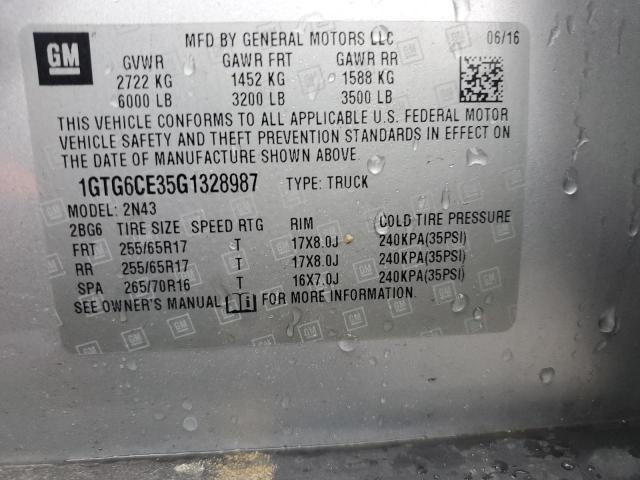 GM
MFD BY GENERAL MOTORS LLC 06/16
GVWR GAWR FRT GAWR RR
2722 KG 1452 KG 1588 KG
6000 LB 3200 LB 3500 LB
THIS VEHICLE CONFORMS TO ALL APPLICABLE U.S. FEDERAL MOTOR
VEHICLE SAFETY AND THEFT PREVENTION STANDARDS IN EFFECT ON
THE DATE OF MANUFACTURE SHOWN ABOVE.
1GTG6CE35G1328987 TYPE: TRUCK
MODEL: 2N43
2BG6 TIRE SIZE SPEED RTG RIM COLD TIRE PRESSURE
FRT 255/65R17 T 17X8.0J 240KPA(35PSI)
RR 255/65R17 T 17X8.0J 240KPA(35PSI)
SPA 265/70R16 T 16X7.0J 240KPA(35PSI)
SEE OWNER'S MANUAL FOR MORE INFORMATION.